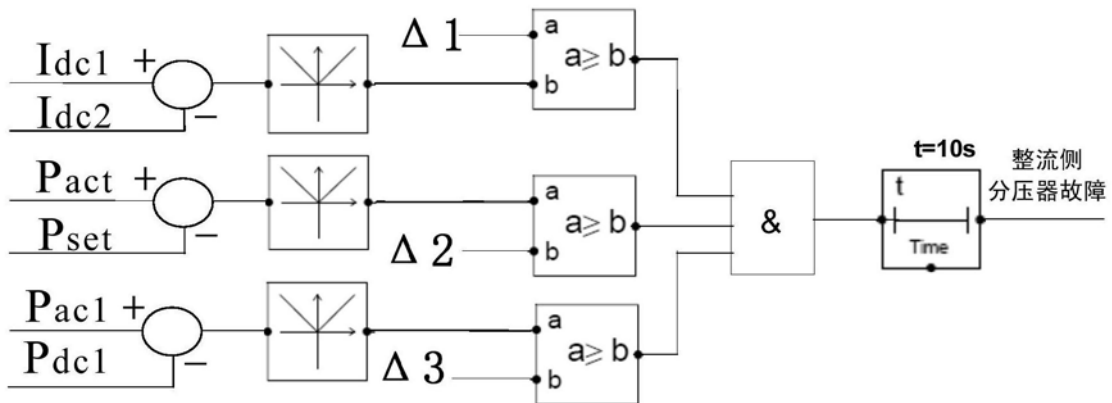 Idc1 +
Idc2 −
Δ 1
a
a≥ b
b
Pact +
Pset −
Δ 2
a
a≥ b
b
Pac1 +
Pdc1 −
Δ 3
a
a≥ b
b
&
t=10s
t
Time
整流侧
分压器故障